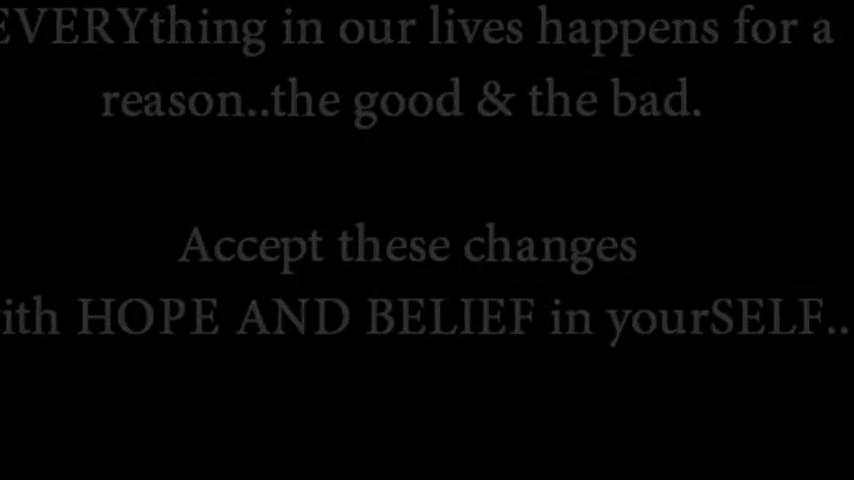 EVERYthing in our lives happens for a
reason..the good & the bad.
Accept these changes
with HOPE AND BELIEF in yourSELF..